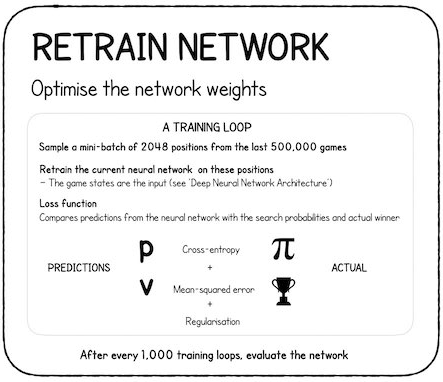 RETRAIN NETWORK
Optimise the network weights
A TRAINING LOOP
Sample a mini-batch of 2048 positions from the last 500,000 games
Retrain the current neural network on these positions
- The game states are the input (see 'Deep Neural Network Architecture')
Loss function
Compares predictions from the neural network with the search probabilities and actual winner
PREDICTIONS
p
Cross-entropy
π
+
v
Mean-squared error
+
Regularisation
ACTUAL
After every 1,000 training loops, evaluate the network